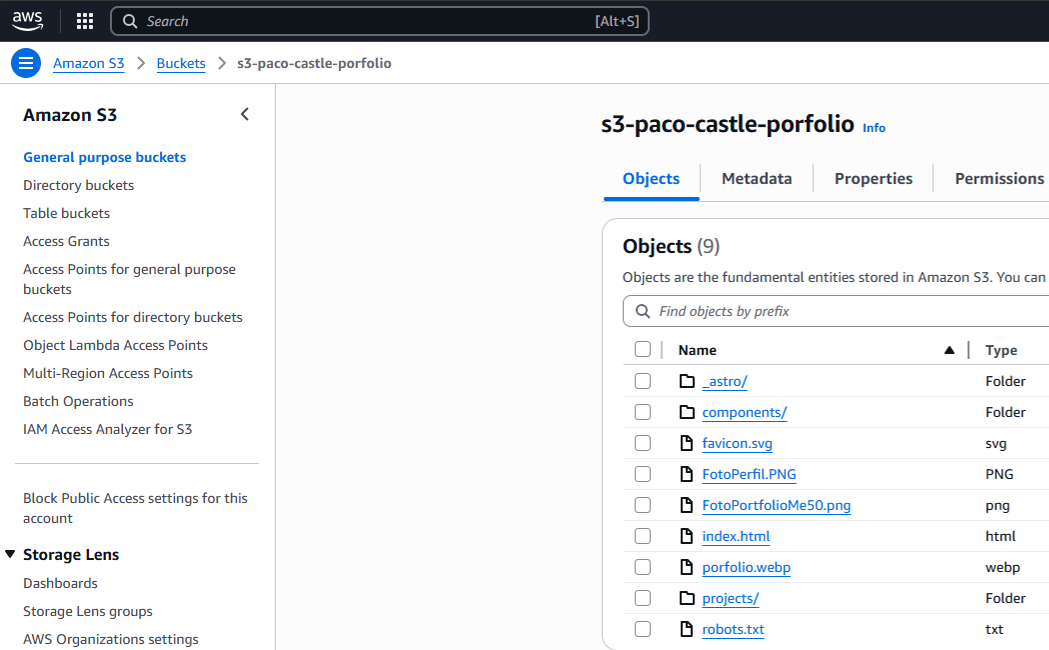 aws
Search [Alt+S]
Amazon S3 > Buckets > s3-paco-castle-porfolio
Amazon S3
General purpose buckets
Directory buckets
Table buckets
Access Grants
Access Points for general purpose
buckets
Access Points for directory buckets
Object Lambda Access Points
Multi-Region Access Points
Batch Operations
IAM Access Analyzer for S3
Block Public Access settings for this
account
Storage Lens
Dashboards
Storage Lens groups
AWS Organizations settings
s3-paco-castle-porfolio Info
Objects Metadata Properties Permissions
Objects (9)
Objects are the fundamental entities stored in Amazon S3. You can
Find objects by prefix
Name Type
_astro/ Folder
components/ Folder
favicon.svg svg
FotoPerfil.PNG PNG
FotoPortfolioMe50.png png
index.html html
porfolio.webp webp
projects/ Folder
robots.txt txt